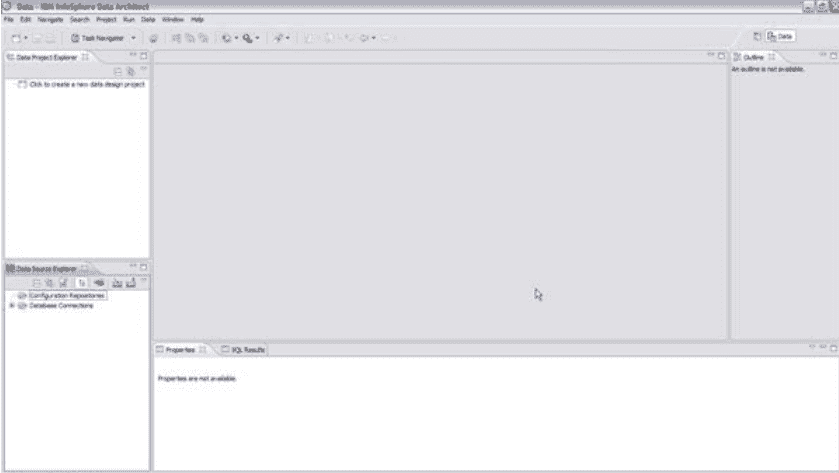 Data - IBM InfoSphere Data Architect
File Edit Navigate Search Project Run Data Window Help
Task Navigator
Data
Data Project Explorer
Click to create a new data design project
Outline
An outline is not available.
Data Source Explorer
Configuration Repositories
Database Connections
Properties
SQL Results
Properties are not available.